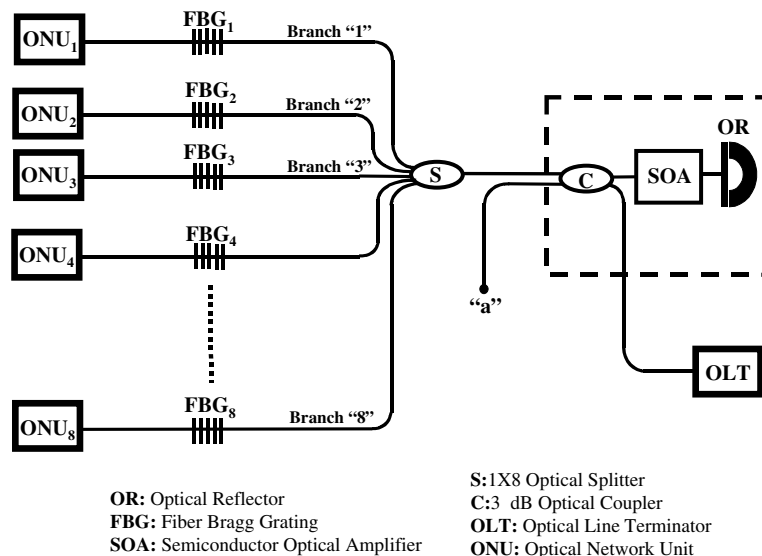 FBG1
ONU1
Branch "1"
FBG2
ONU2
Branch "2"
OR
FBG3
ONU3
Branch "3"
S
C
SOA
FBG4
ONU4
"a"
OLT
FBG8
ONU8
Branch "8"
OR: Optical Reflector
FBG: Fiber Bragg Grating
SOA: Semiconductor Optical Amplifier
S:1X8 Optical Splitter
C:3 dB Optical Coupler
OLT: Optical Line Terminator
ONU: Optical Network Unit